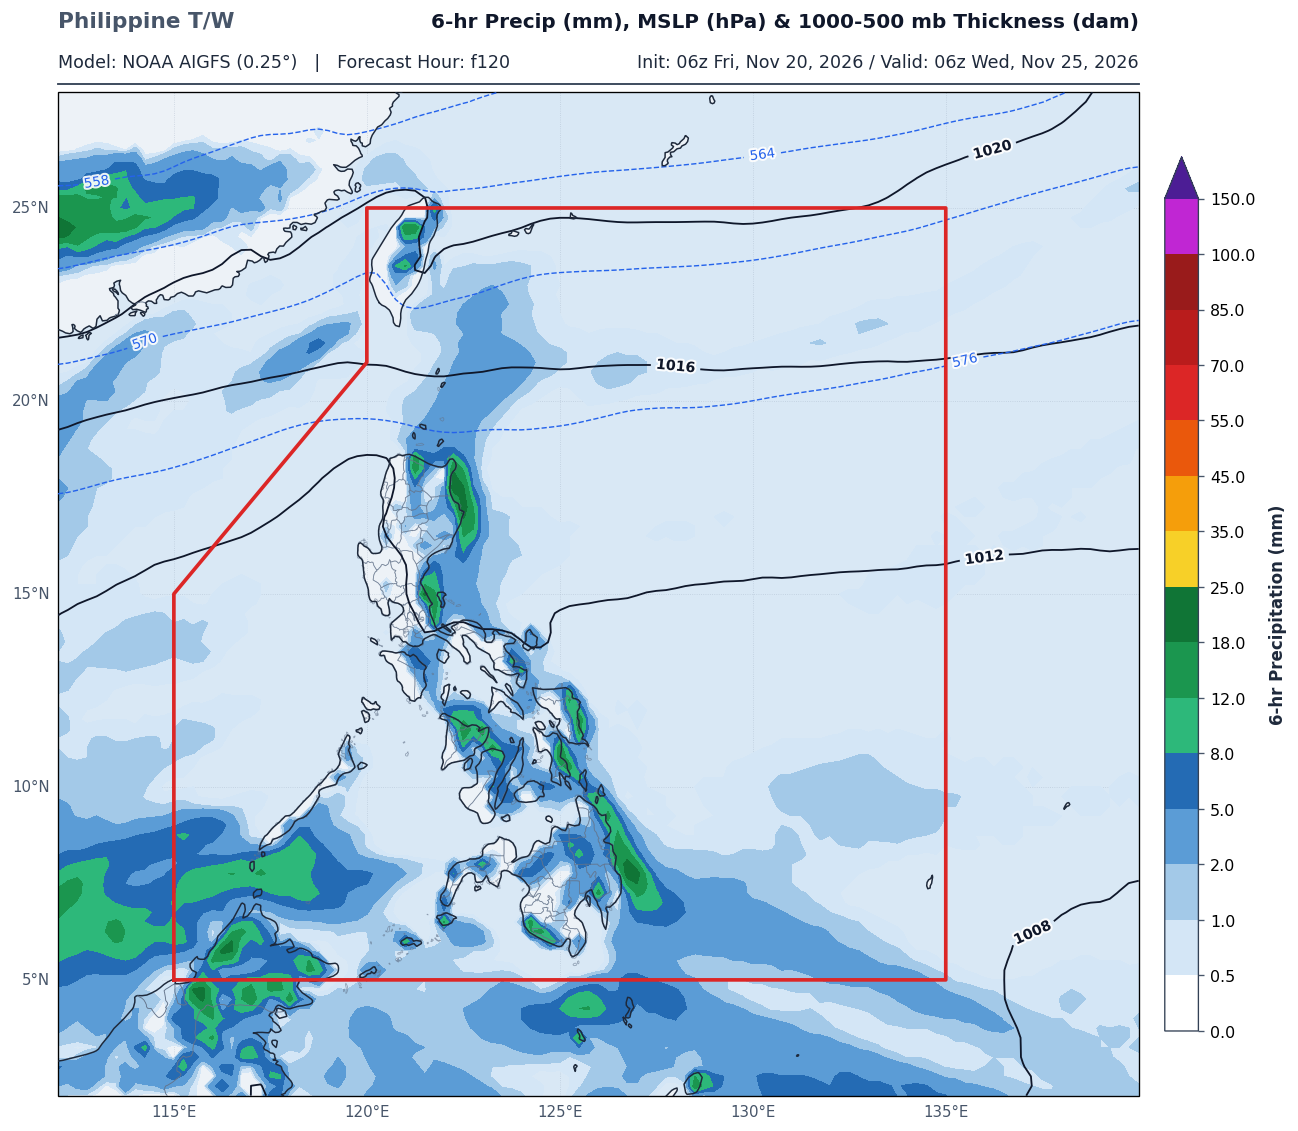 Philippine T/W
6-hr Precip (mm), MSLP (hPa) & 1000-500 mb Thickness (dam)
Model: NOAA AIGFS (0.25°) | Forecast Hour: f120
Init: 06z Fri, Nov 20, 2026 / Valid: 06z Wed, Nov 25, 2026
564
1020
558
25°N
570
1016
576
20°N
1012
15°N
10°N
1008
5°N
115°E
120°E
125°E
130°E
135°E
150.0
100.0
85.0
70.0
55.0
45.0
35.0
25.0
18.0
12.0
8.0
5.0
2.0
1.0
0.5
0.0
6-hr Precipitation (mm)